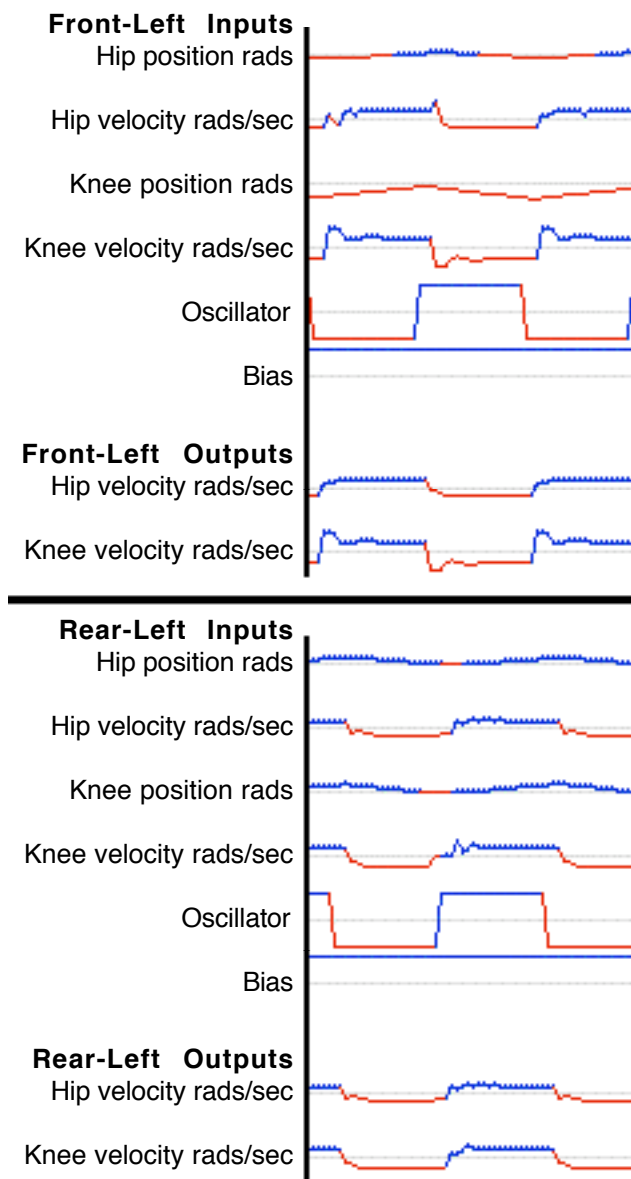 Front-Left Inputs
Hip position rads
Hip velocity rads/sec
Knee position rads
Knee velocity rads/sec
Oscillator
Bias
Front-Left Outputs
Hip velocity rads/sec
Knee velocity rads/sec
Rear-Left Inputs
Hip position rads
Hip velocity rads/sec
Knee position rads
Knee velocity rads/sec
Oscillator
Bias
Rear-Left Outputs
Hip velocity rads/sec
Knee velocity rads/sec